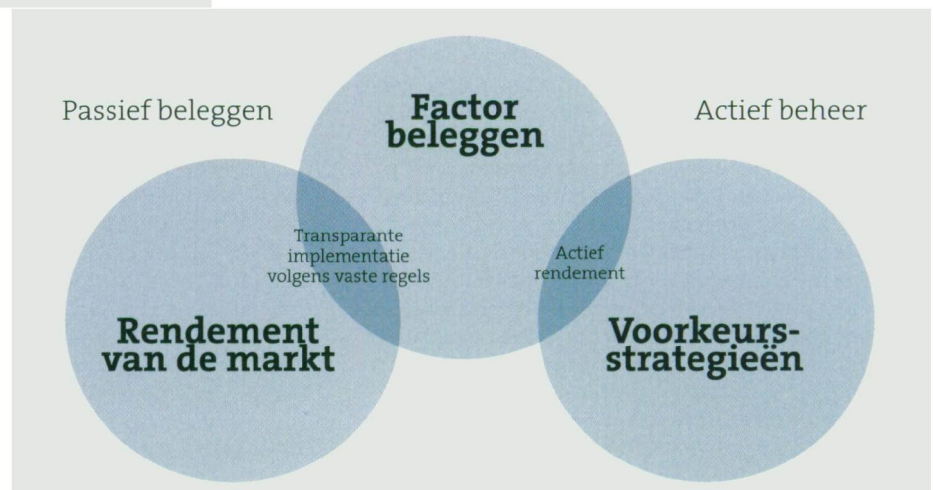 Passief beleggen
Factor
beleggen
Actief beheer
Transparante
implementatie
volgens vaste regels
Actief
rendement
Rendement
van de markt
Voorkeurs-
strategieën